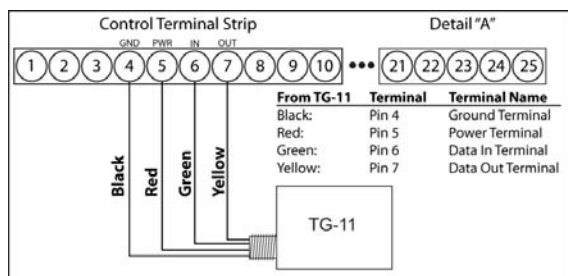 Control Terminal Strip
Detail "A"
GND PWR IN OUT
1 2 3 4 5 6 7 8 9 10 ••• 21 22 23 24 25
From TG-11 Terminal Terminal Name
Black: Pin 4 Ground Terminal
Red: Pin 5 Power Terminal
Green: Pin 6 Data In Terminal
Yellow: Pin 7 Data Out Terminal
Black
Red
Green
Yellow
TG-11